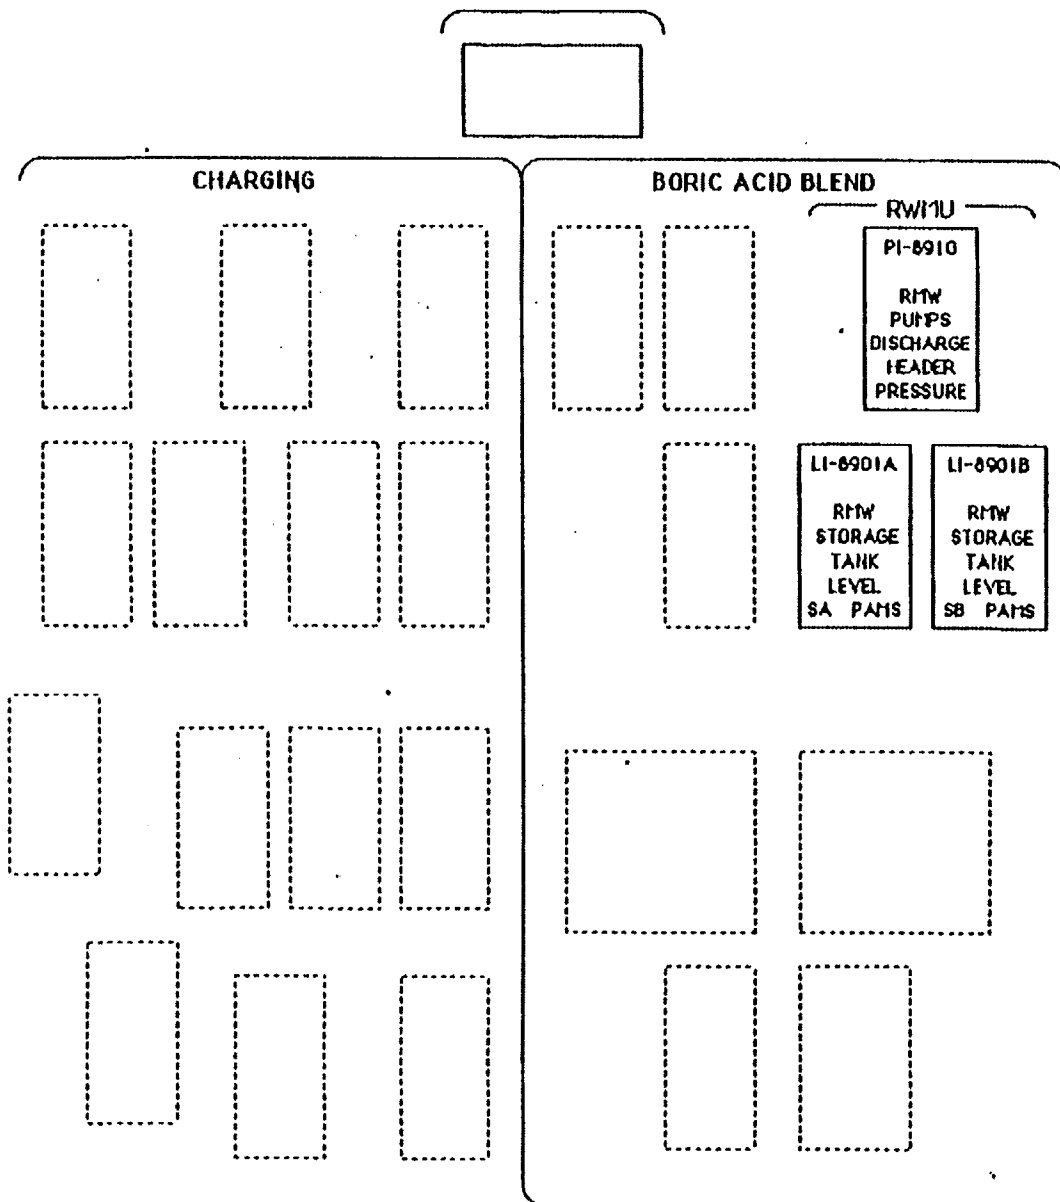 CHARGING
BORIC ACID BLEND
RWMU
PI-8910
RMW
PUMPS
DISCHARGE
HEADER
PRESSURE
LI-8901A
RMW
STORAGE
TANK
LEVEL
SA PAMS
LI-8901B
RMW
STORAGE
TANK
LEVEL
SB PAMS